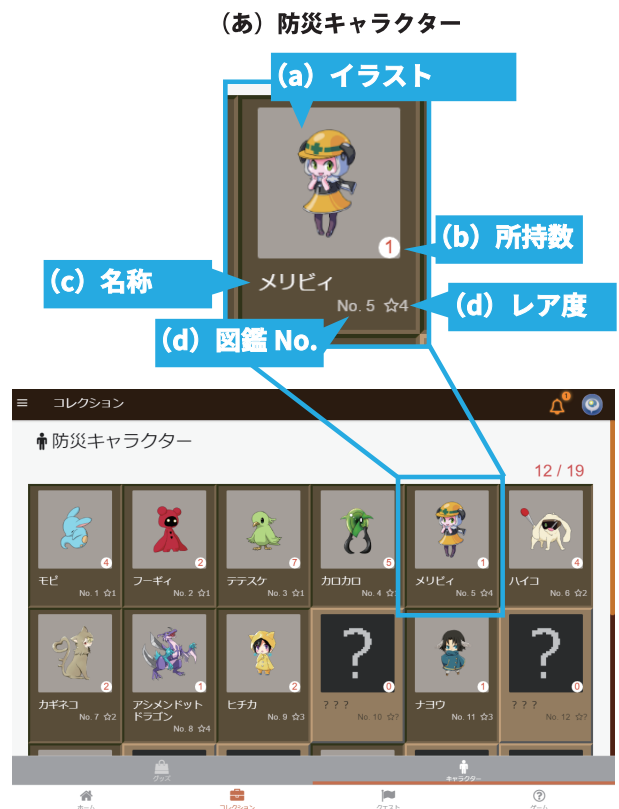 （あ）防災キャラクター
（a）イラスト
1
（b）所持数
（c）名称
メリビィ
No. 5 ☆4
（d）レア度
（d）図鑑 No.
コレクション
防災キャラクター
12 / 19
4 2 7 5 1 4
モピ フーギィ テテスケ カロカロ メリビィ ハイコ
No. 1 ☆1 No. 2 ☆1 No. 3 ☆1 No. 4 No. 5 ☆4 No. 6 ☆2
2 1 2 0 1 0
カギネコ アシメンドット ヒチカ ？？？ ナヨウ ？？？
ドラゴン
No. 7 ☆2 No. 8 ☆4 No. 9 ☆3 No. 10 ☆? No. 11 ☆3 No. 12 ☆?
グッズ キャラクター
ホーム コレクション クエスト ゲーム